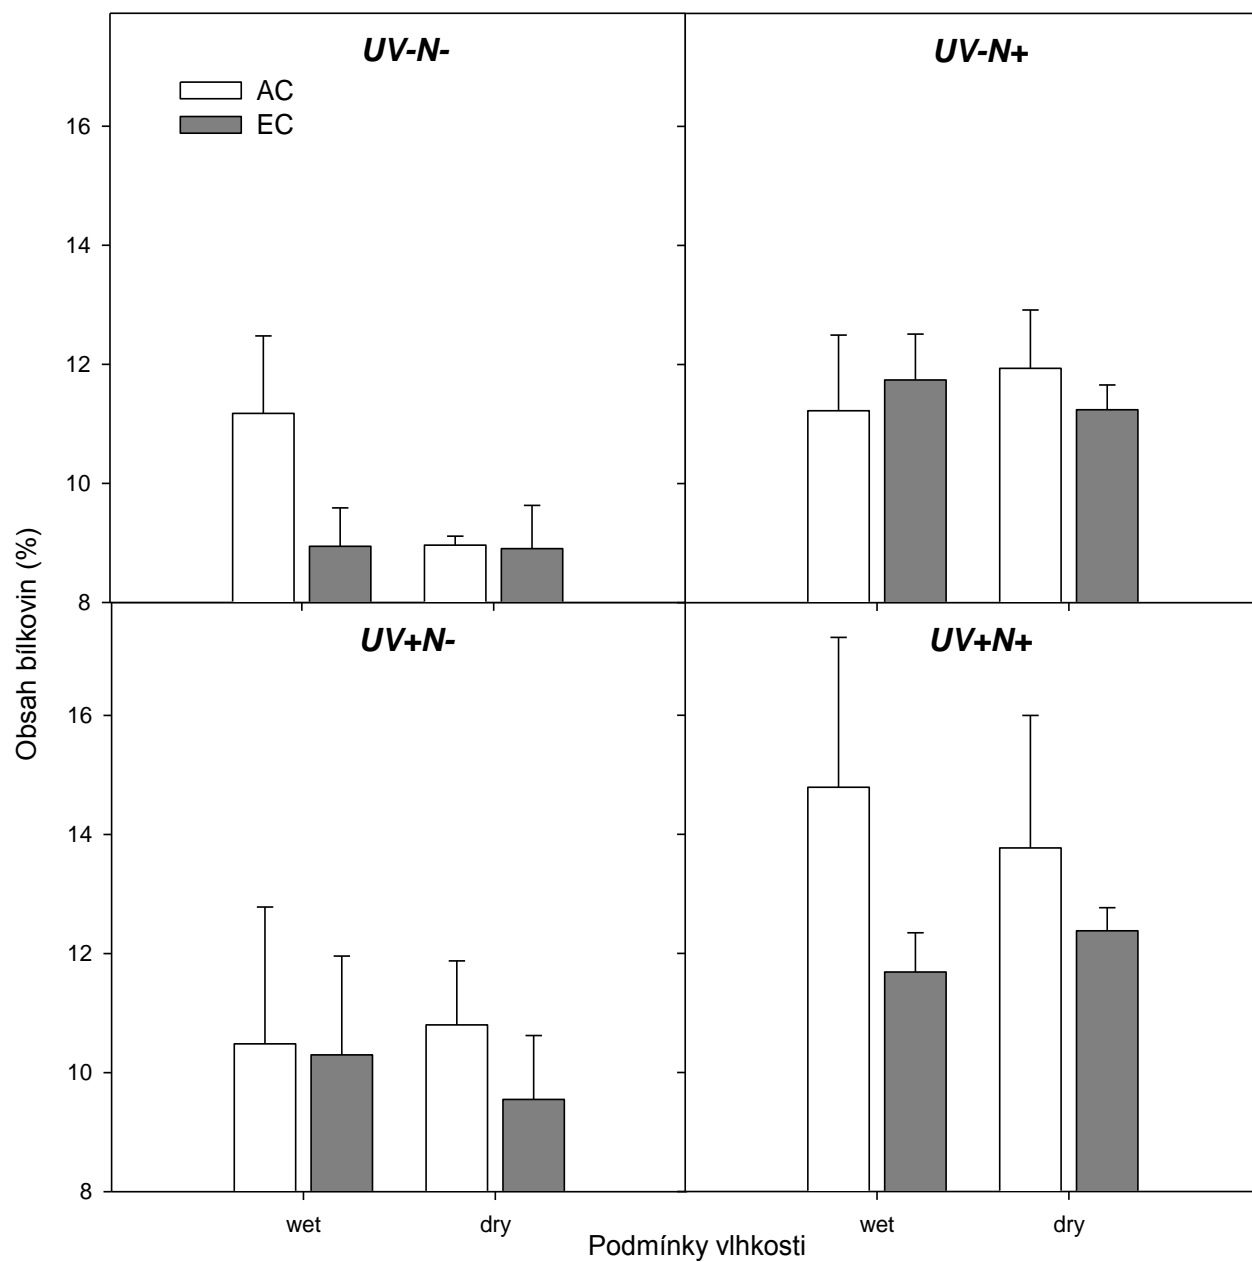 UV-N-
UV-N+
AC
EC
16
14
12
10
8
UV+N-
UV+N+
16
14
12
10
8
Obsah bílkovin (%)
wet
dry
wet
dry
Podmínky vlhkosti